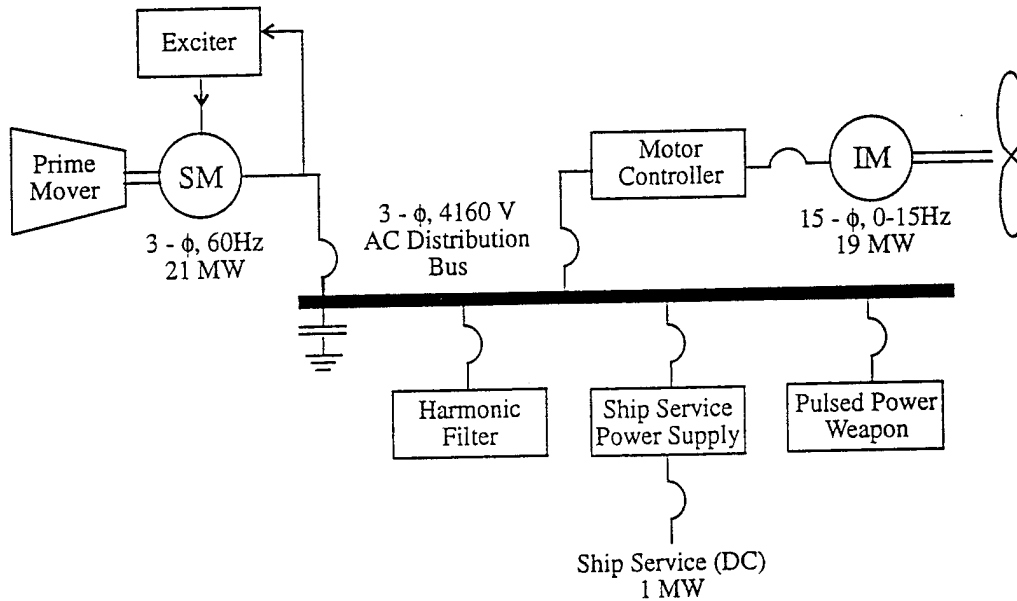 Exciter
Prime
Mover
SM
3 - ϕ, 60Hz
21 MW
3 - ϕ, 4160 V
AC Distribution
Bus
Motor
Controller
IM
15 - ϕ, 0-15Hz
19 MW
Harmonic
Filter
Ship Service
Power Supply
Pulsed Power
Weapon
Ship Service (DC)
1 MW